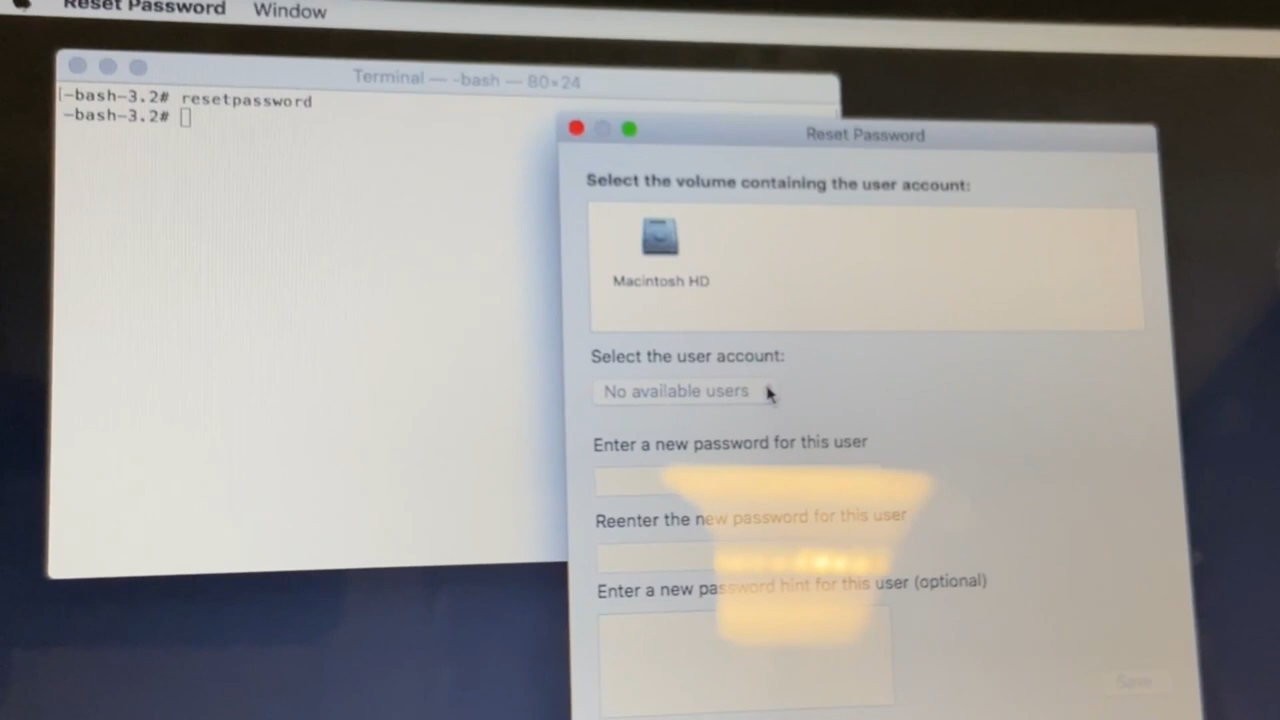 Reset Password Window
Terminal — -bash — 80×24
[-bash-3.2# resetpassword
-bash-3.2#
Reset Password
Select the volume containing the user account:
Macintosh HD
Select the user account:
No available users
Enter a new password for this user
Reenter the new password for this user
Enter a new password hint for this user (optional)
Save